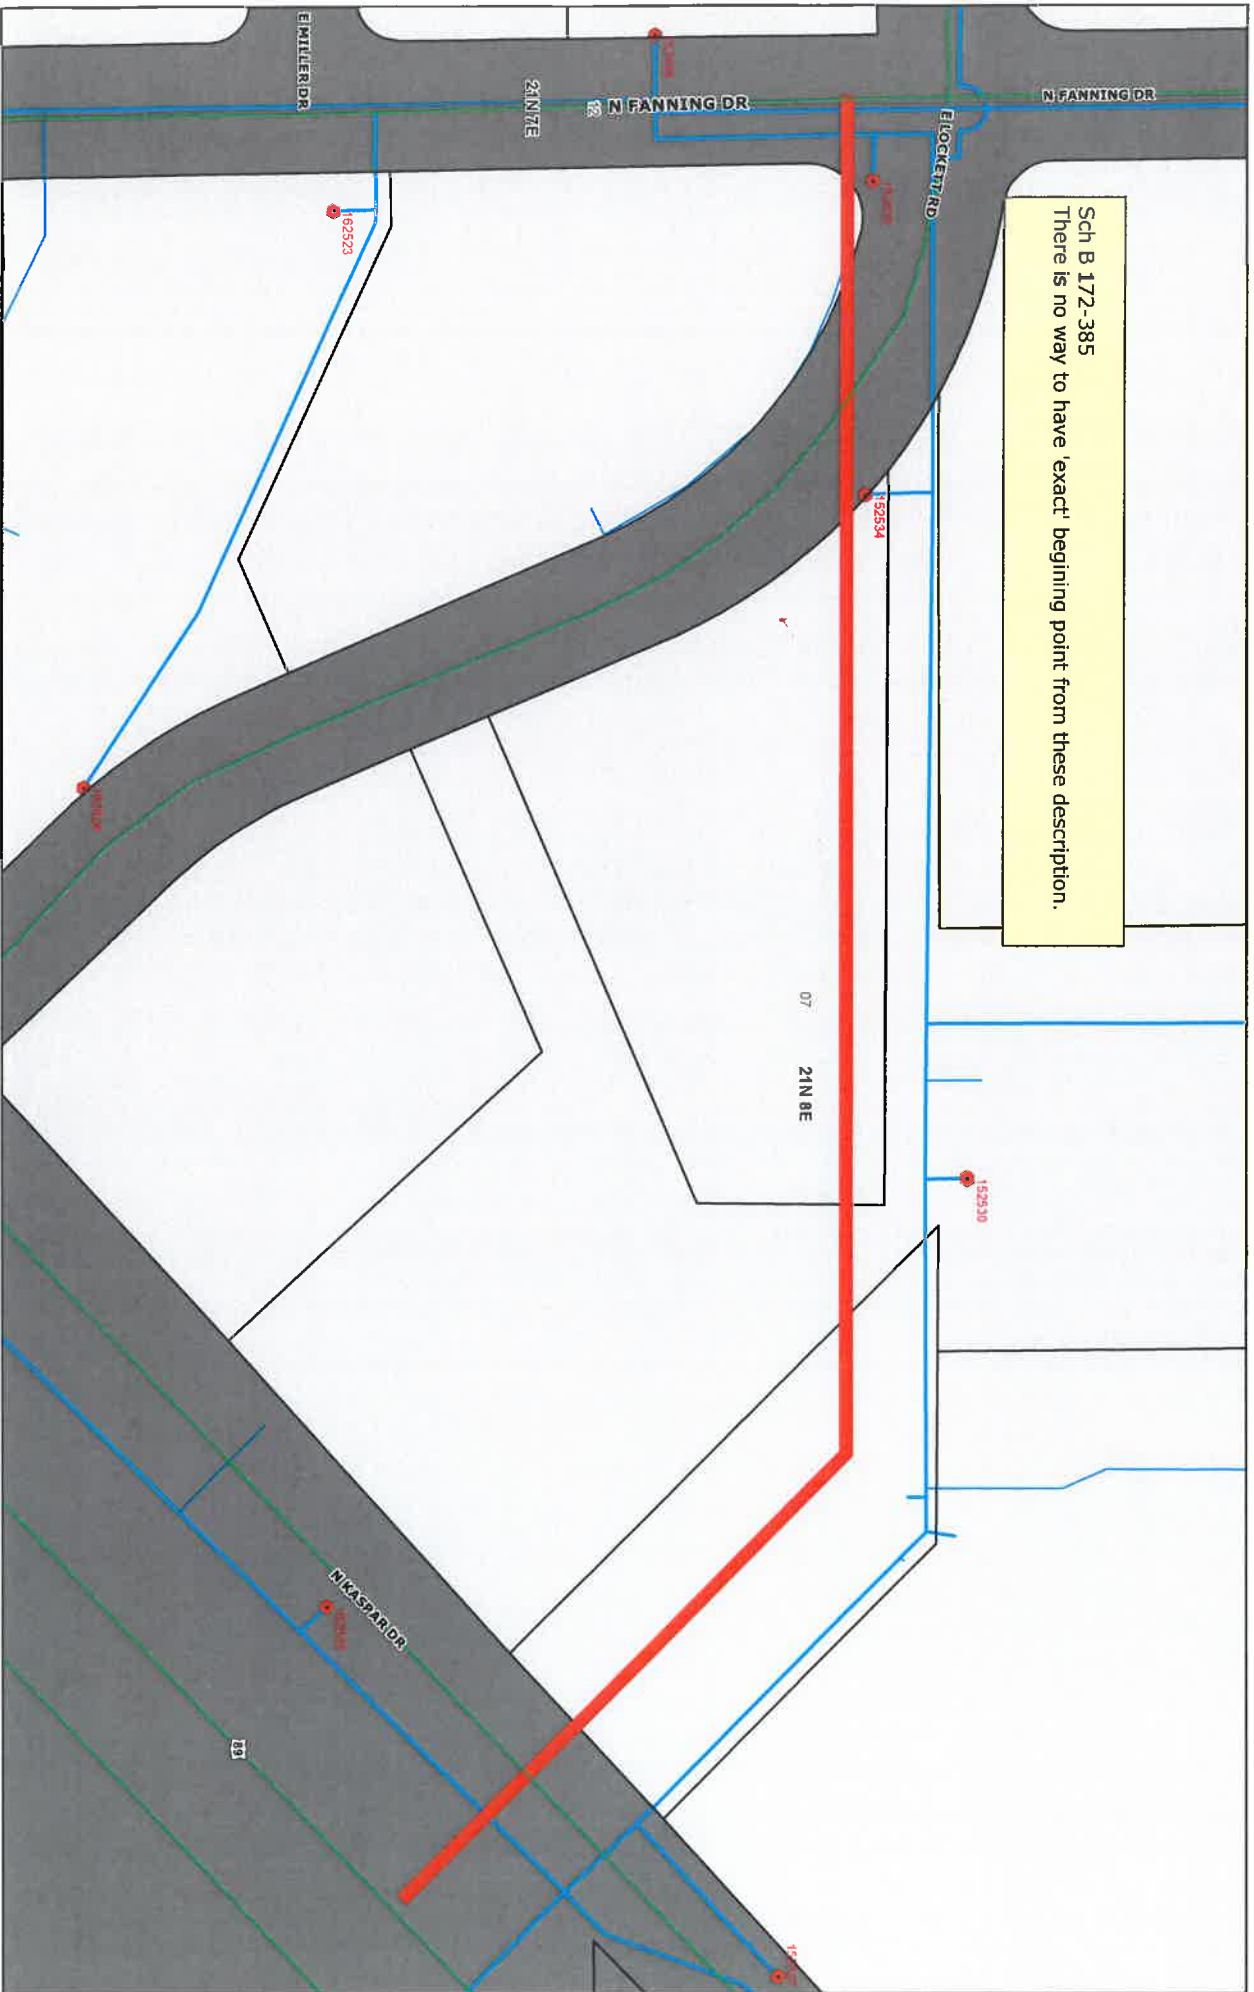 Sch B 172-385
There is no way to have 'exact' begining point from these description.
N FANNING DR
E LOCKETT RD
N FANNING DR
12
21N 7E
E MILLER DR
162523
152534
07
21N 8E
152530
N KASPAR DR
89